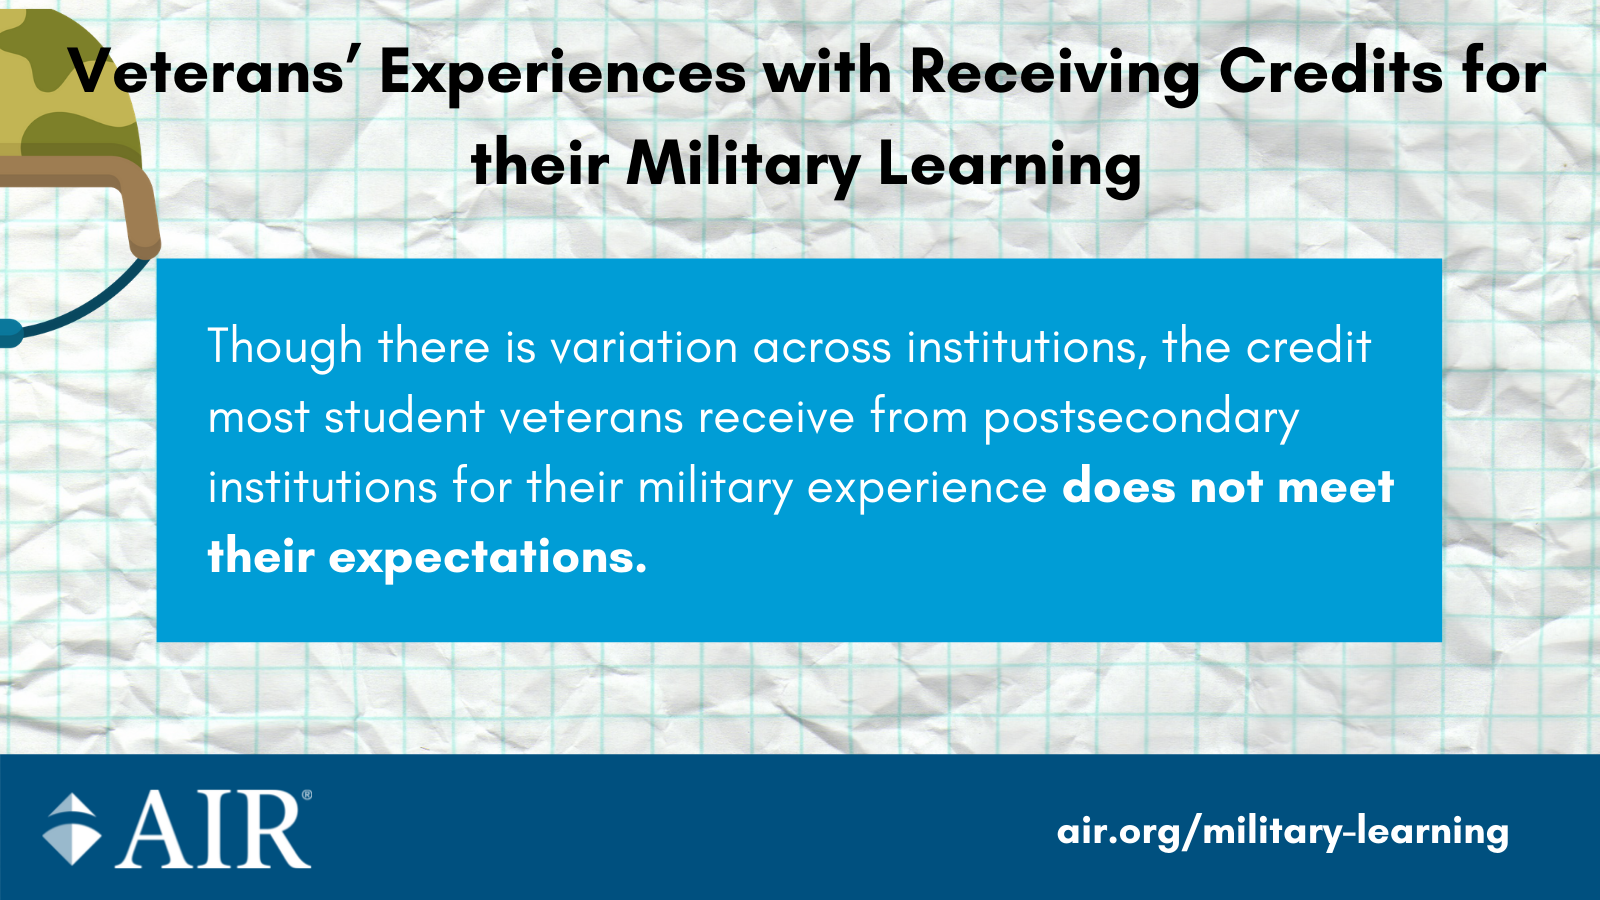 Veterans’ Experiences with Receiving Credits for
their Military Learning
Though there is variation across institutions, the credit
most student veterans receive from postsecondary
institutions for their military experience does not meet
their expectations.
AIR®
air.org/military-learning